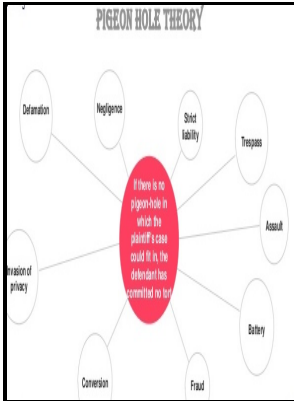 PIGEON HOLE THEORY
Defamation
Negligence
Strict
liability
Trespass
Assault
Battery
Fraud
Conversion
Invasion of
privacy
If there is no
pigeon-hole in
which the
plaintiff's case
could fit in, the
defendant has
committed no tort